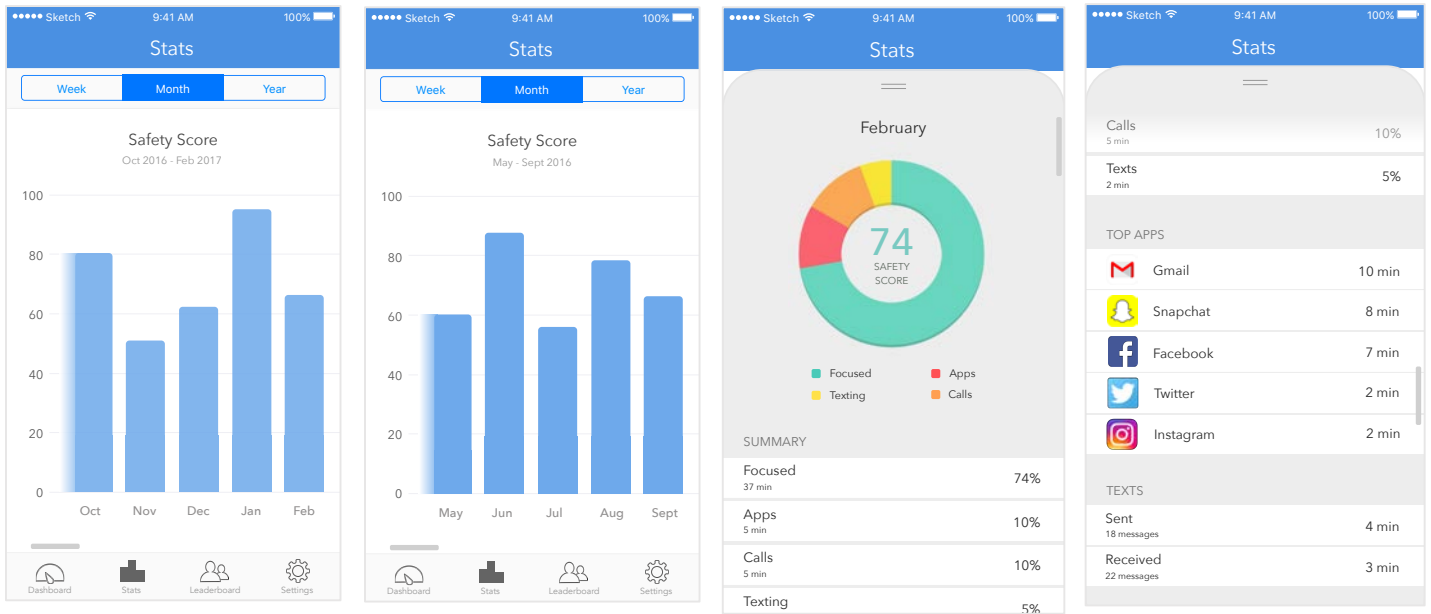 Sketch 9:41 AM 100%
Stats
Week Month Year
Safety Score
Oct 2016 - Feb 2017
100
80
60
40
20
0
Oct Nov Dec Jan Feb
Dashboard Stats Leaderboard Settings
Sketch 9:41 AM 100%
Stats
Week Month Year
Safety Score
May - Sept 2016
100
80
60
40
20
0
May Jun Jul Aug Sept
Dashboard Stats Leaderboard Settings
Sketch 9:41 AM 100%
Stats
February
74
SAFETY
SCORE
Focused Apps
Texting Calls
SUMMARY
Focused 74%
37 min
Apps 10%
5 min
Calls 10%
5 min
Texting 5%
Sketch 9:41 AM 100%
Stats
Calls 10%
5 min
Texts 5%
2 min
TOP APPS
Gmail 10 min
Snapchat 8 min
Facebook 7 min
Twitter 2 min
Instagram 2 min
TEXTS
Sent 4 min
18 messages
Received 3 min
22 messages